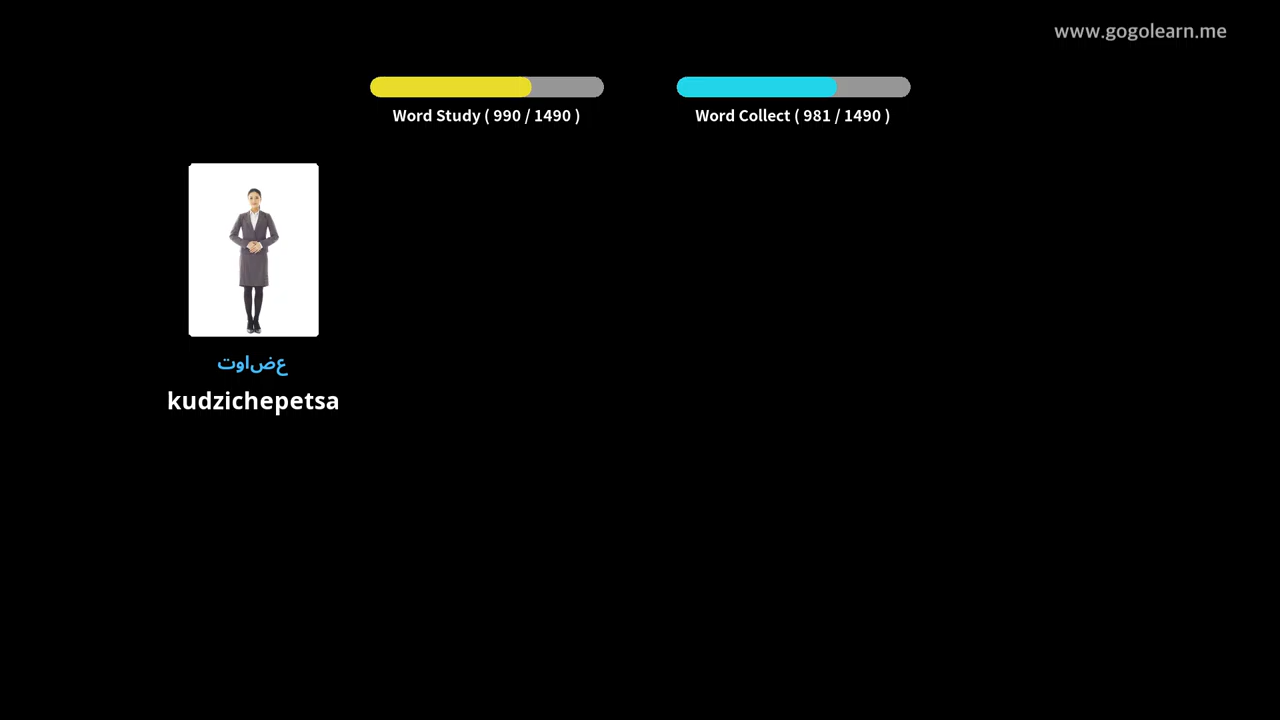 www.gogolearn.me
Word Study ( 990 / 1490 )
Word Collect ( 981 / 1490 )
عضاوت
kudzichepetsa